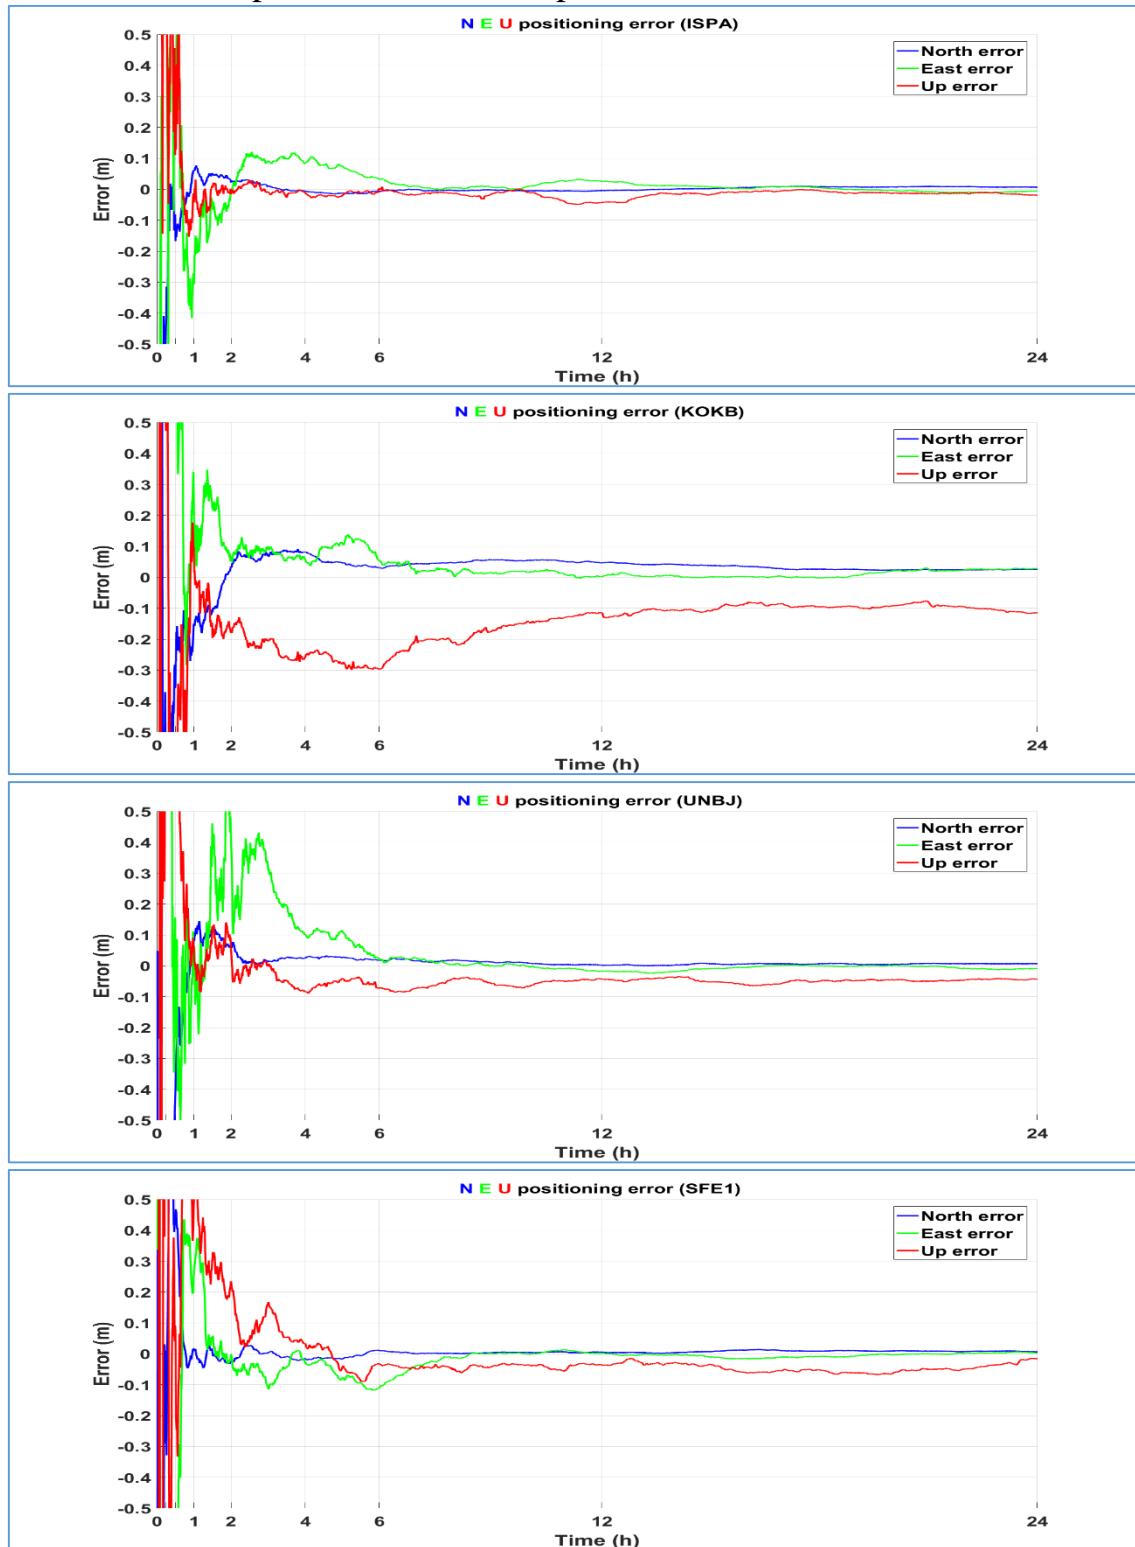 N E U positioning error (ISPA)
North error
East error
Up error
0.5
0.4
0.3
0.2
0.1
0
-0.1
-0.2
-0.3
-0.4
-0.5
Error (m)
0 1 2 4 6 12 24
Time (h)
N E U positioning error (KOKB)
North error
East error
Up error
0.5
0.4
0.3
0.2
0.1
0
-0.1
-0.2
-0.3
-0.4
-0.5
Error (m)
0 1 2 4 6 12 24
Time (h)
N E U positioning error (UNBJ)
North error
East error
Up error
0.5
0.4
0.3
0.2
0.1
0
-0.1
-0.2
-0.3
-0.4
-0.5
Error (m)
0 1 2 4 6 12 24
Time (h)
N E U positioning error (SFE1)
North error
East error
Up error
0.5
0.4
0.3
0.2
0.1
0
-0.1
-0.2
-0.3
-0.4
-0.5
Error (m)
0 1 2 4 6 12 24
Time (h)